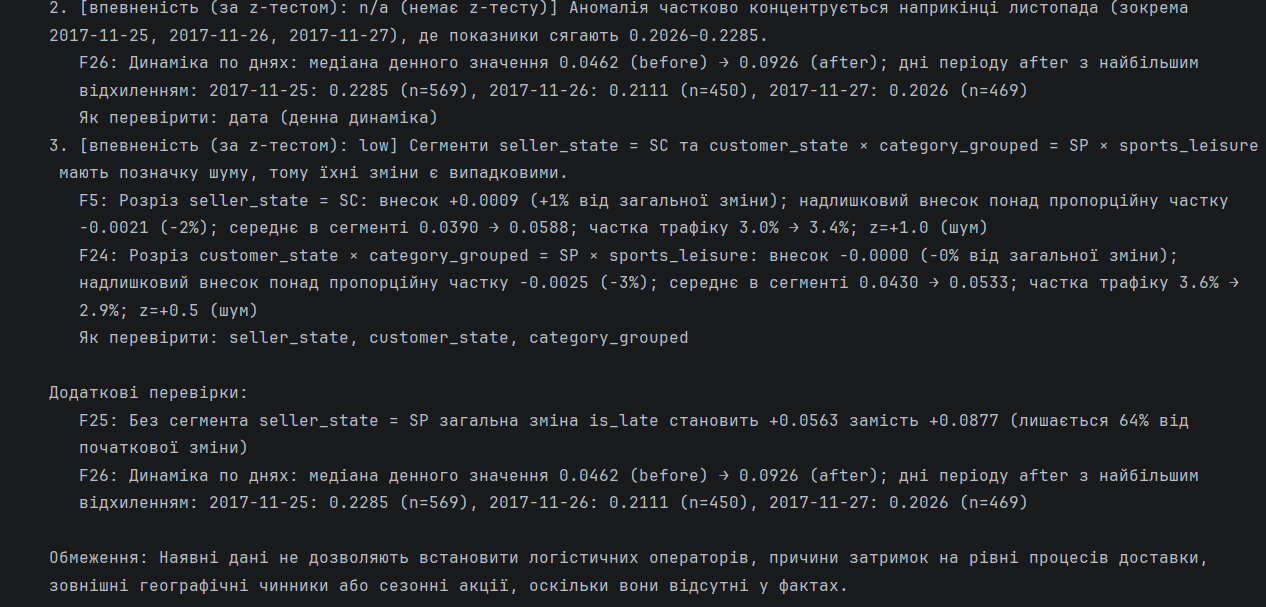 2. [впевненість (за z-тестом): n/a (немає z-тесту)] Аномалія частково концентрується наприкінці листопада (зокрема
2017-11-25, 2017-11-26, 2017-11-27), де показники сягають 0.2026–0.2285.
F26: Динаміка по днях: медіана денного значення 0.0462 (before) → 0.0926 (after); дні періоду after з найбільшим
відхиленням: 2017-11-25: 0.2285 (n=569), 2017-11-26: 0.2111 (n=450), 2017-11-27: 0.2026 (n=469)
Як перевірити: дата (денна динаміка)
3. [впевненість (за z-тестом): low] Сегменти seller_state = SC та customer_state × category_grouped = SP × sports_leisure
мають позначку шуму, тому їхні зміни є випадковими.
F5: Розріз seller_state = SC: внесок +0.0009 (+1% від загальної зміни); надлишковий внесок понад пропорційну частку
-0.0021 (-2%); середнє в сегменті 0.0390 → 0.0588; частка трафіку 3.0% → 3.4%; z=+1.0 (шум)
F24: Розріз customer_state × category_grouped = SP × sports_leisure: внесок -0.0000 (-0% від загальної зміни);
надлишковий внесок понад пропорційну частку -0.0025 (-3%); середнє в сегменті 0.0430 → 0.0533; частка трафіку 3.6% →
2.9%; z=+0.5 (шум)
Як перевірити: seller_state, customer_state, category_grouped
Додаткові перевірки:
F25: Без сегмента seller_state = SP загальна зміна is_late становить +0.0563 замість +0.0877 (лишається 64% від
початкової зміни)
F26: Динаміка по днях: медіана денного значення 0.0462 (before) → 0.0926 (after); дні періоду after з найбільшим
відхиленням: 2017-11-25: 0.2285 (n=569), 2017-11-26: 0.2111 (n=450), 2017-11-27: 0.2026 (n=469)
Обмеження: Наявні дані не дозволяють встановити логістичних операторів, причини затримок на рівні процесів доставки,
зовнішні географічні чинники або сезонні акції, оскільки вони відсутні у фактах.